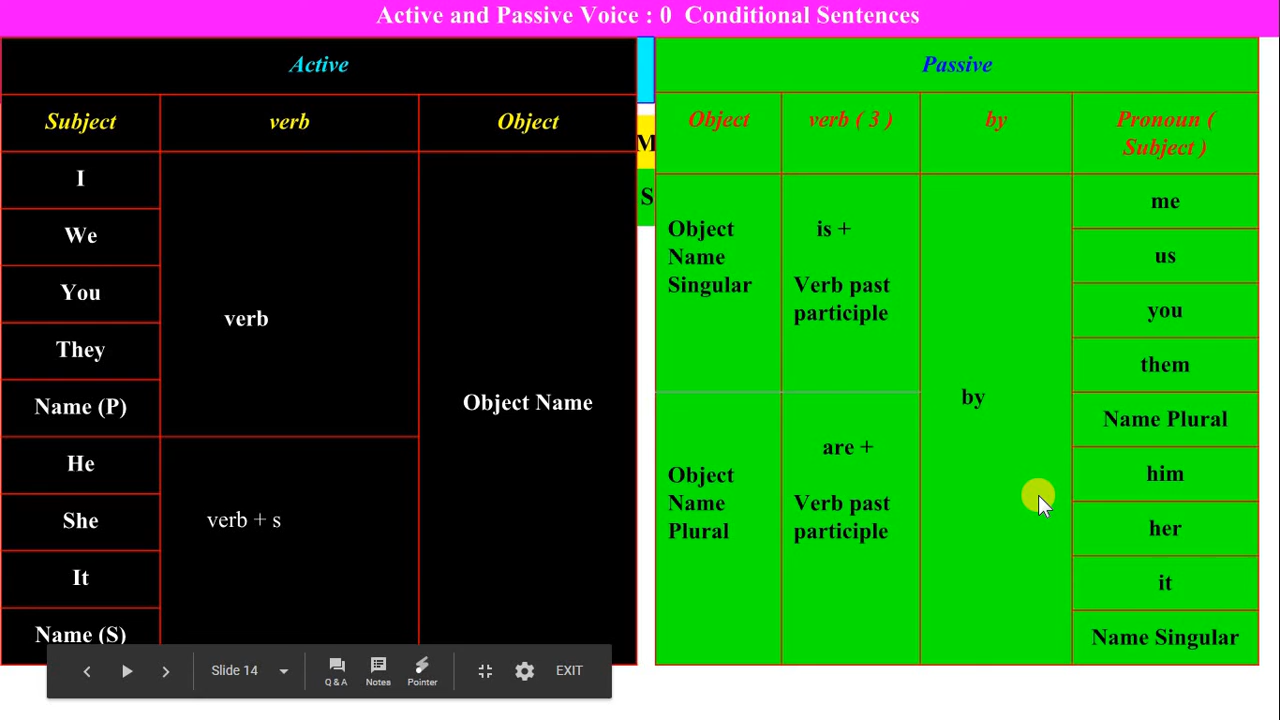 Active and Passive Voice : 0 Conditional Sentences
Active
Subject
verb
Object
I
We
You
They
Name (P)
He
She
It
Name (S)
verb
verb + s
Object Name
M
S
Passive
Object
verb ( 3 )
by
Pronoun (
Subject )
Object
Name
Singular
is +
Verb past
participle
Object
Name
Plural
are +
Verb past
participle
by
me
us
you
them
Name Plural
him
her
it
Name Singular
Slide 14
Q & A
Notes
Pointer
EXIT